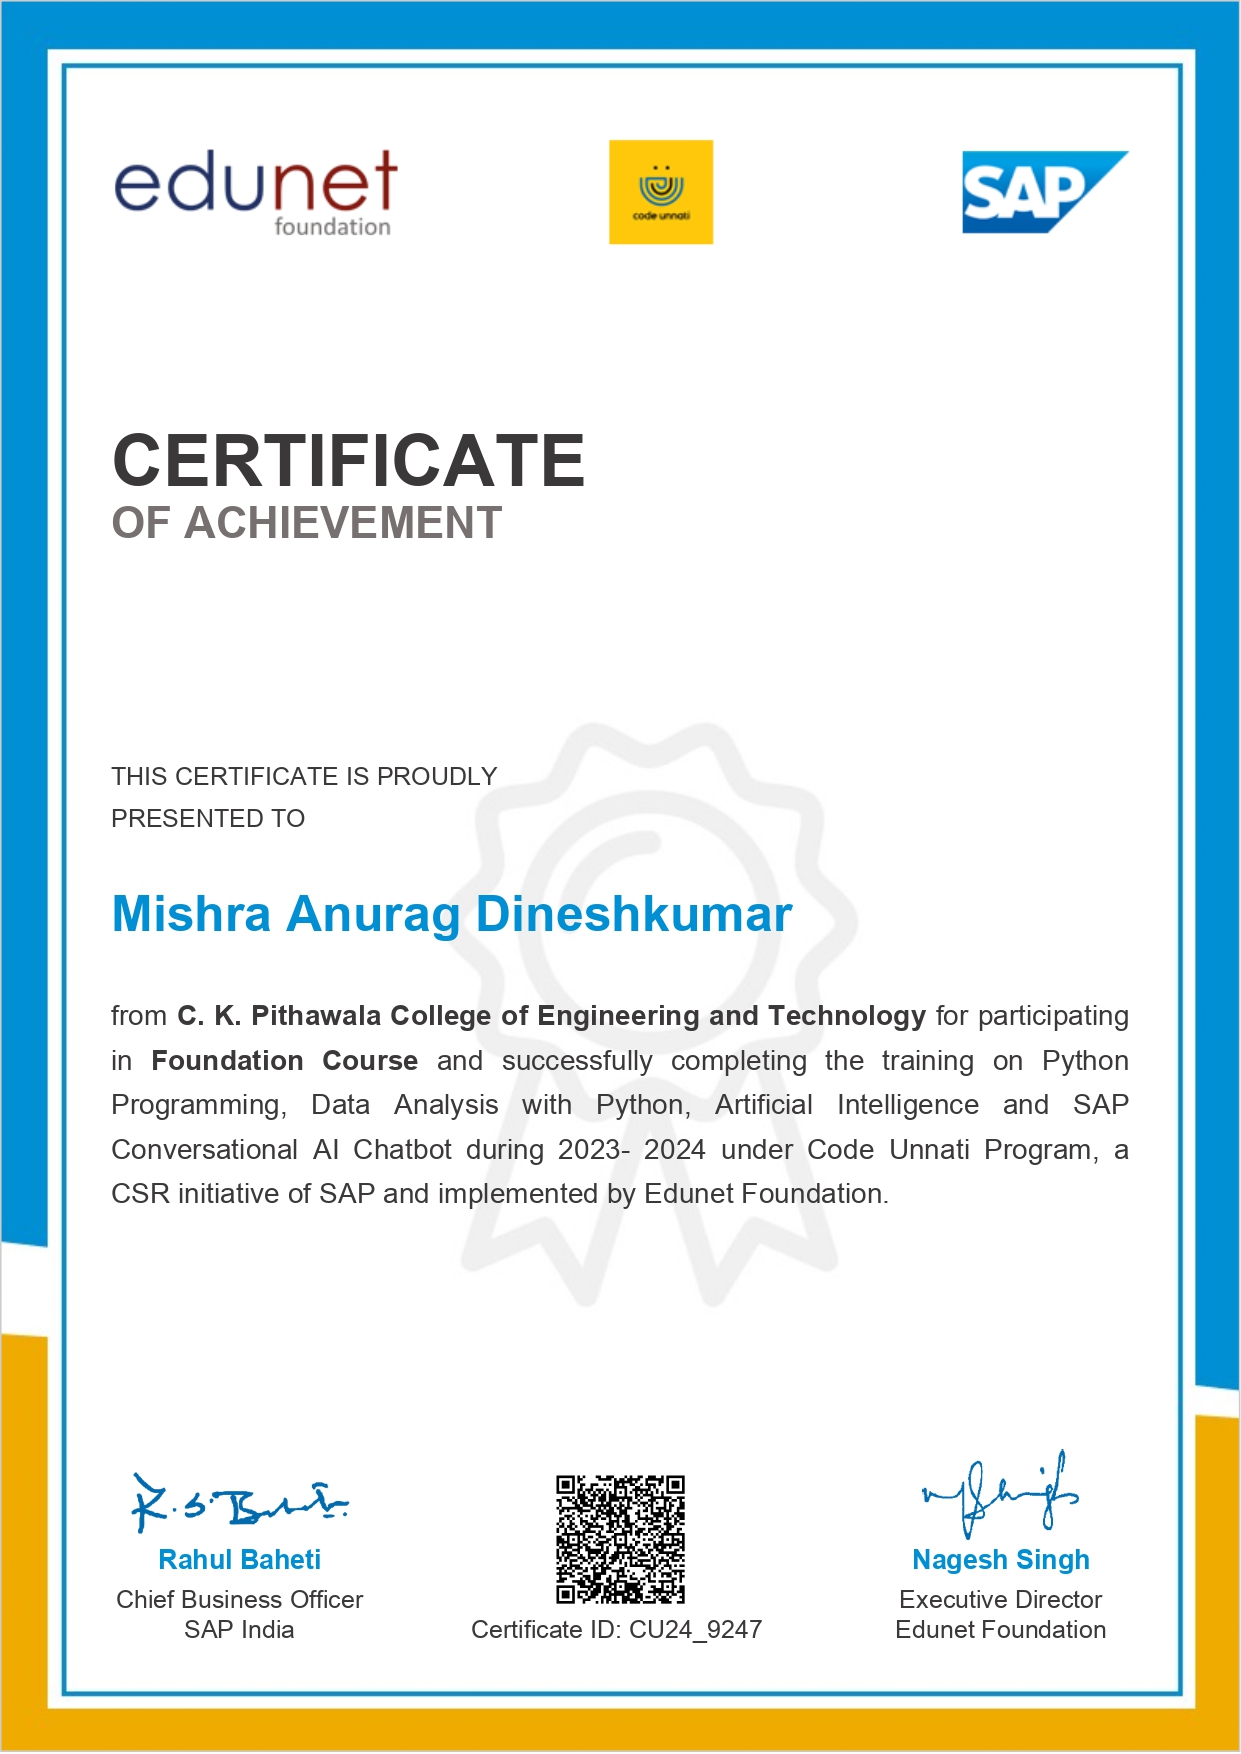 edunet
foundation
code unnati
SAP
CERTIFICATE
OF ACHIEVEMENT
THIS CERTIFICATE IS PROUDLY
PRESENTED TO
Mishra Anurag Dineshkumar
from C. K. Pithawala College of Engineering and Technology for participating
in Foundation Course and successfully completing the training on Python
Programming, Data Analysis with Python, Artificial Intelligence and SAP
Conversational AI Chatbot during 2023- 2024 under Code Unnati Program, a
CSR initiative of SAP and implemented by Edunet Foundation.
Rahul Baheti
Chief Business Officer
SAP India
Certificate ID: CU24_9247
Nagesh Singh
Executive Director
Edunet Foundation